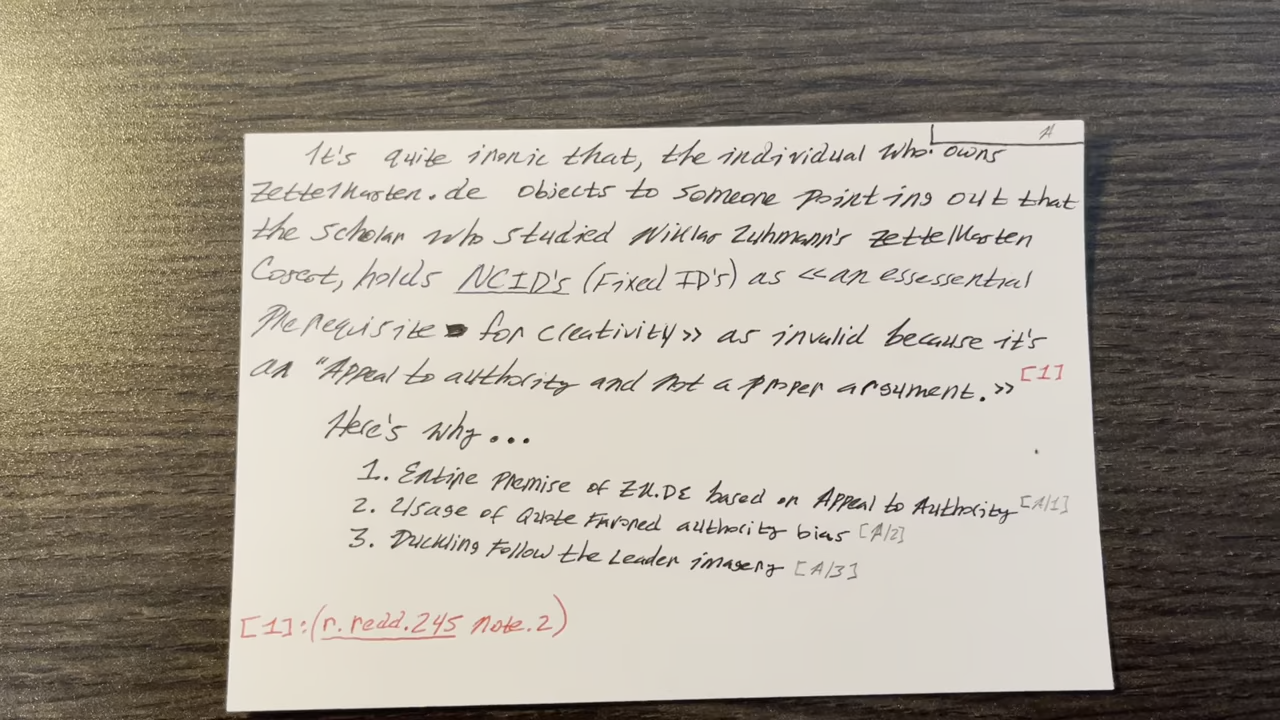 A
It's quite ironic that, the individual who owns
Zettelkasten.de objects to someone pointing out that
the scholar who studied Niklas Luhmann's Zettelkasten
Closest, holds NCID's (Fixed ID's) as «an essessential
Prerequisite for creativity» as invalid because it's
an "Appeal to authority and not a proper argument.» [1]
Here's why...
1. Entire Premise of ZK.DE based on Appeal to Authority [A/1]
2. Usage of Quote Favored authority bias [A/2]
3. Duckling Follow the Leader imagery [A/3]
[1]:(r.redd.245 note.2)